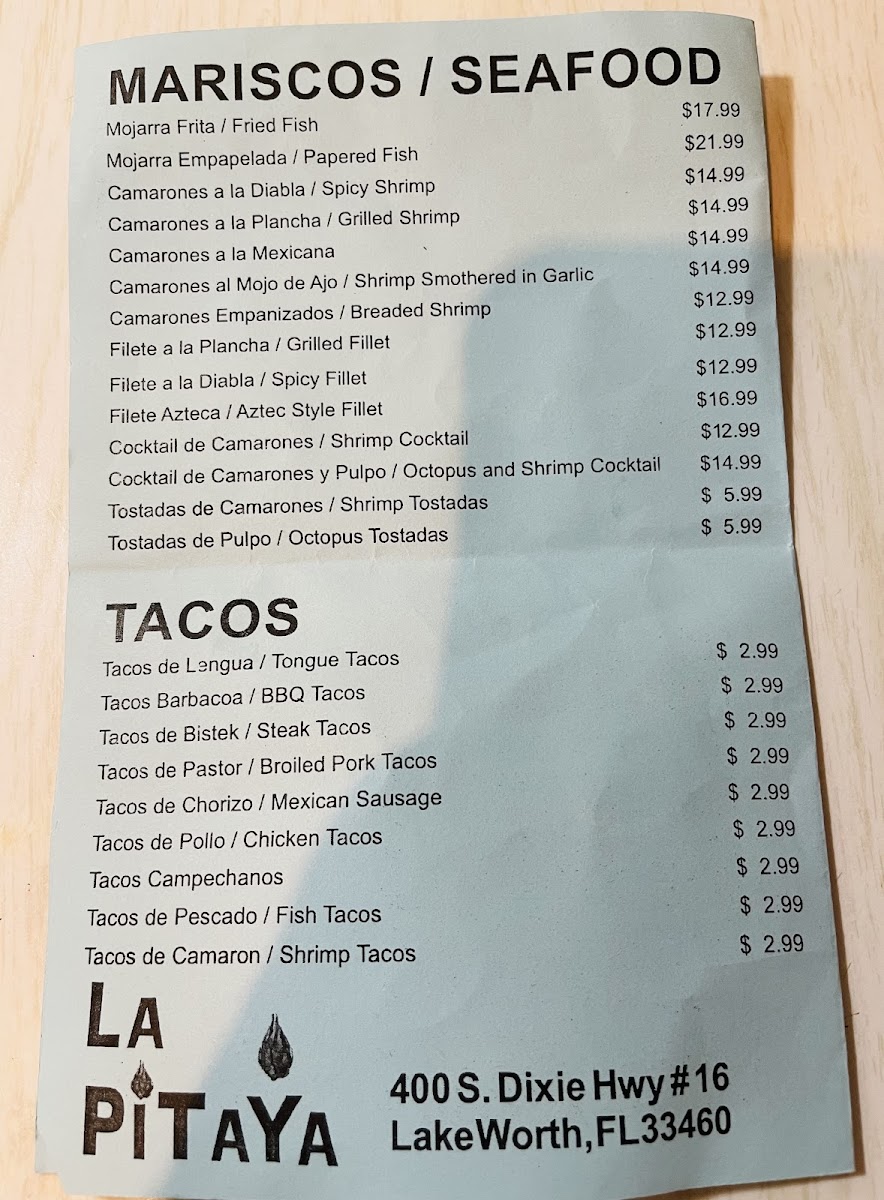 MARISCOS / SEAFOOD
Mojarra Frita / Fried Fish $17.99
Mojarra Empapelada / Papered Fish $21.99
Camarones a la Diabla / Spicy Shrimp $14.99
Camarones a la Plancha / Grilled Shrimp $14.99
Camarones a la Mexicana $14.99
Camarones al Mojo de Ajo / Shrimp Smothered in Garlic $14.99
Camarones Empanizados / Breaded Shrimp $12.99
Filete a la Plancha / Grilled Fillet $12.99
Filete a la Diabla / Spicy Fillet $12.99
Filete Azteca / Aztec Style Fillet $16.99
Cocktail de Camarones / Shrimp Cocktail $12.99
Cocktail de Camarones y Pulpo / Octopus and Shrimp Cocktail $14.99
Tostadas de Camarones / Shrimp Tostadas $ 5.99
Tostadas de Pulpo / Octopus Tostadas $ 5.99
TACOS
Tacos de Lengua / Tongue Tacos $ 2.99
Tacos Barbacoa / BBQ Tacos $ 2.99
Tacos de Bistek / Steak Tacos $ 2.99
Tacos de Pastor / Broiled Pork Tacos $ 2.99
Tacos de Chorizo / Mexican Sausage $ 2.99
Tacos de Pollo / Chicken Tacos $ 2.99
Tacos Campechanos $ 2.99
Tacos de Pescado / Fish Tacos $ 2.99
Tacos de Camaron / Shrimp Tacos $ 2.99
LA
PiTAYA
400 S. Dixie Hwy #16
Lake Worth, FL 33460